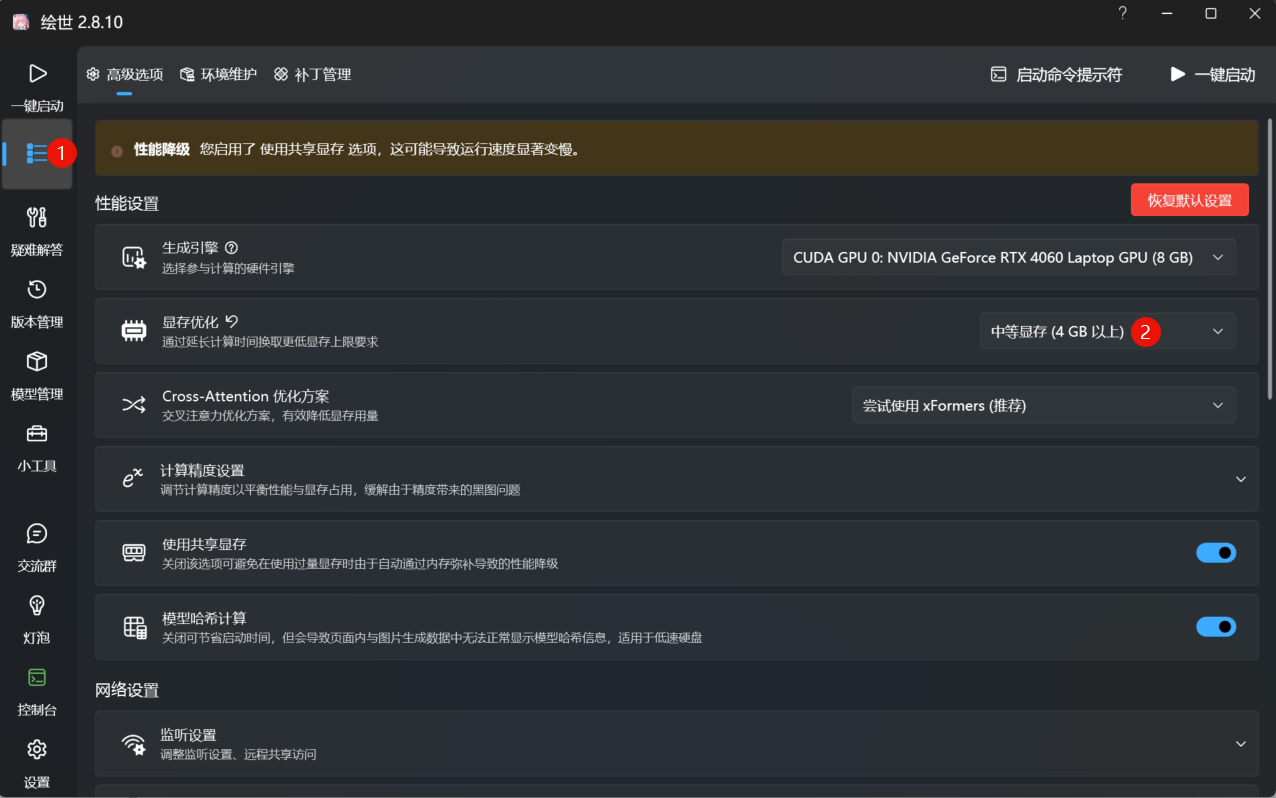 绘世 2.8.10
?
一键启动
1
疑难解答
版本管理
模型管理
小工具
交流群
灯泡
控制台
设置
高级选项
环境维护
补丁管理
启动命令提示符
一键启动
性能降级 您启用了 使用共享显存 选项，这可能导致运行速度显著变慢。
性能设置
恢复默认设置
生成引擎
选择参与计算的硬件引擎
CUDA GPU 0: NVIDIA GeForce RTX 4060 Laptop GPU (8 GB)
显存优化
通过延长计算时间换取更低显存上限要求
中等显存 (4 GB 以上)
2
Cross-Attention 优化方案
交叉注意力优化方案，有效降低显存用量
尝试使用 xFormers (推荐)
计算精度设置
调节计算精度以平衡性能与显存占用，缓解由于精度带来的黑图问题
使用共享显存
关闭该选项可避免在使用过量显存时由于自动通过内存弥补导致的性能降级
模型哈希计算
关闭可节省启动时间，但会导致页面内与图片生成数据中无法正常显示模型哈希信息，适用于低速硬盘
网络设置
监听设置
调整监听设置、远程共享访问